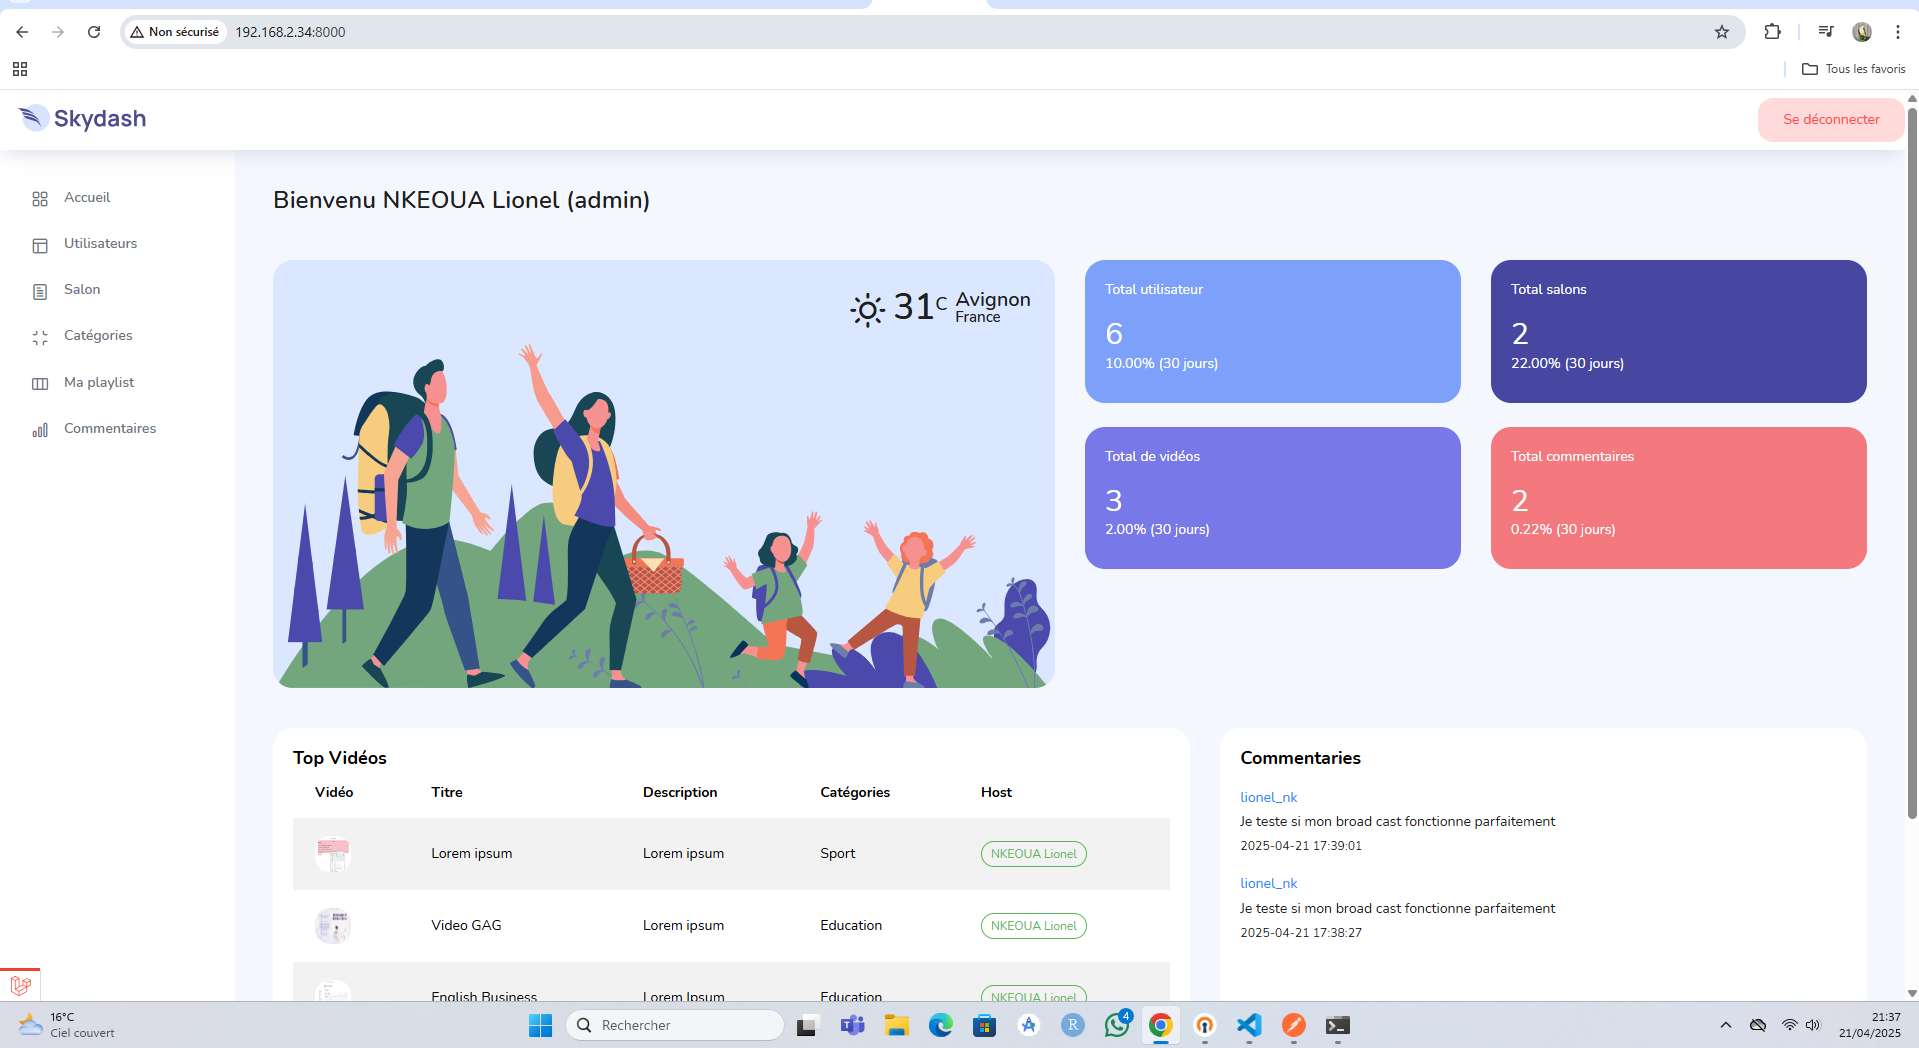 Non sécurisé
192.168.2.34:8000
Tous les favoris
Skydash
Se déconnecter
Accueil
Utilisateurs
Salon
Catégories
Ma playlist
Commentaires
Bienvenu NKEOUA Lionel (admin)
31 C Avignon
France
Total utilisateur
6
10.00% (30 jours)
Total salons
2
22.00% (30 jours)
Total de vidéos
3
2.00% (30 jours)
Total commentaires
2
0.22% (30 jours)
Top Vidéos
Vidéo Titre Description Catégories Host
Lorem ipsum Lorem ipsum Sport NKEOUA Lionel
Video GAG Lorem ipsum Education NKEOUA Lionel
English Business Lorem Ipsum Education NKEOUA Lionel
Commentaries
lionel_nk
Je teste si mon broad cast fonctionne parfaitement
2025-04-21 17:39:01
lionel_nk
Je teste si mon broad cast fonctionne parfaitement
2025-04-21 17:38:27
16°C
Ciel couvert
Rechercher
4
21:37
21/04/2025